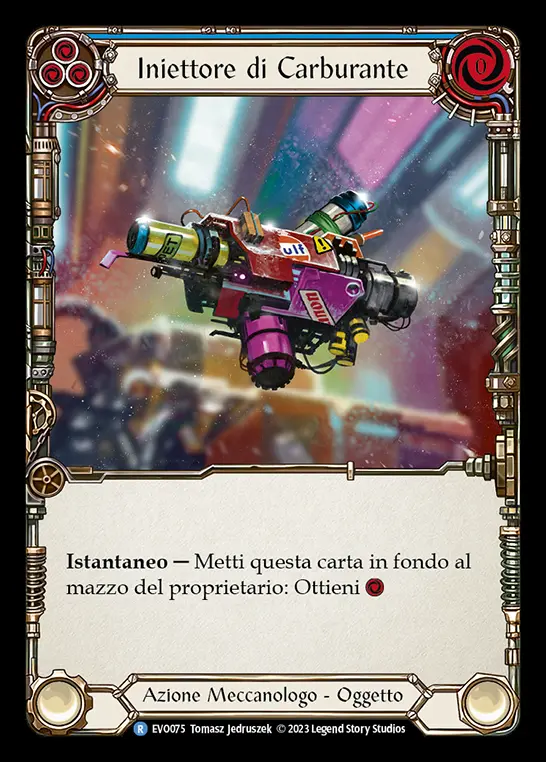 Iniettore di Carburante
0
ulf
Istantaneo — Metti questa carta in fondo al
mazzo del proprietario: Ottieni
Azione Meccanologo - Oggetto
R EVO075 Tomasz Jedruszek © 2023 Legend Story Studios